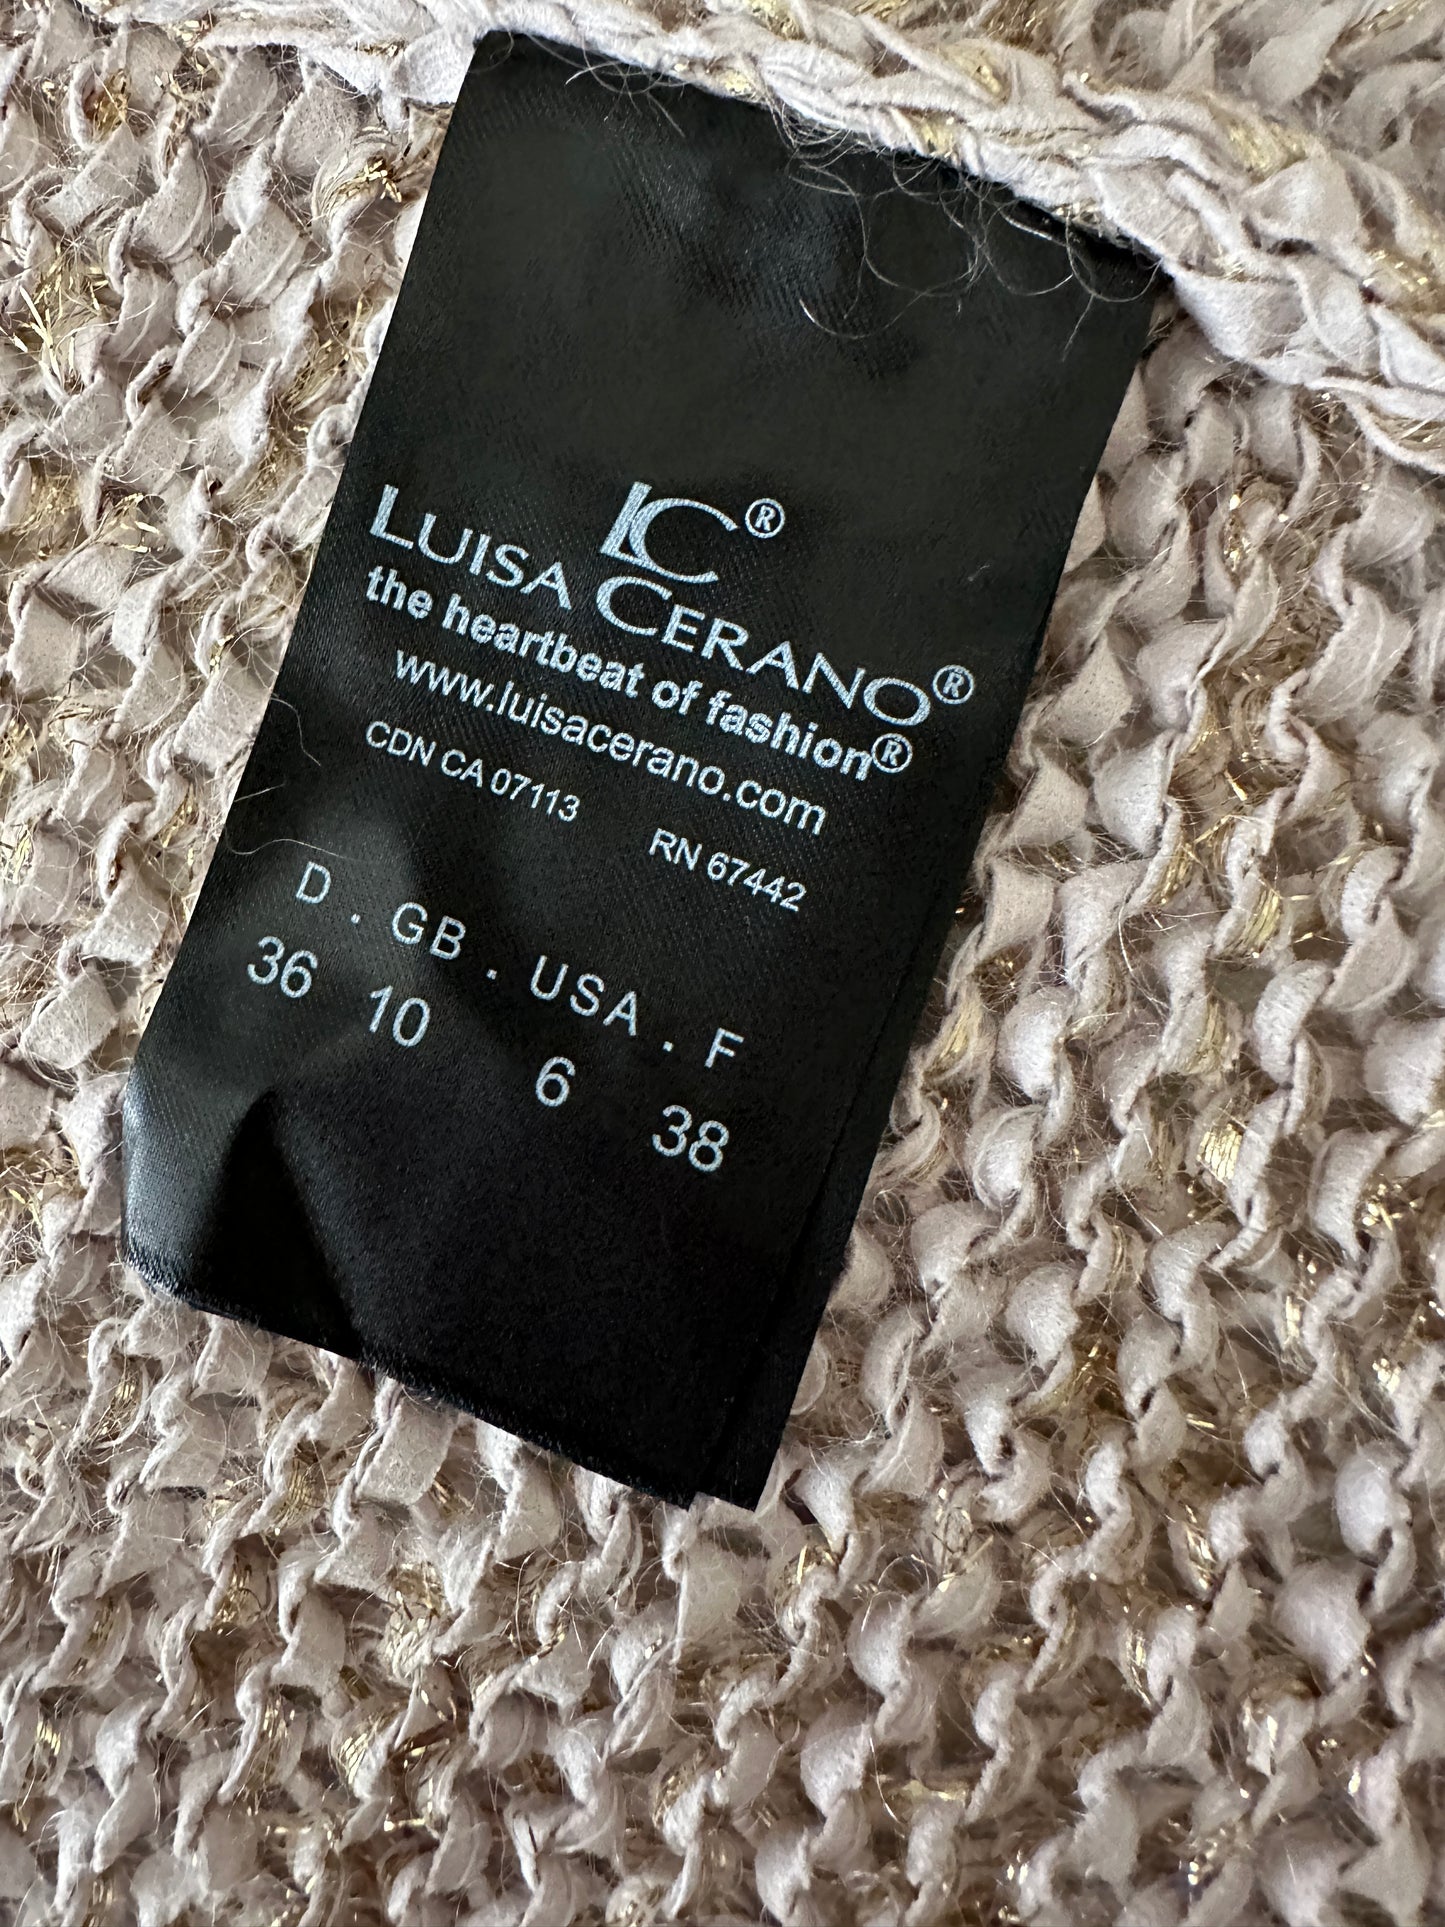 LC®
LUISA CERANO®
the heartbeat of fashion®
www.luisacerano.com
CDN CA 07113 RN 67442
D . GB . USA . F
36 10 6 38